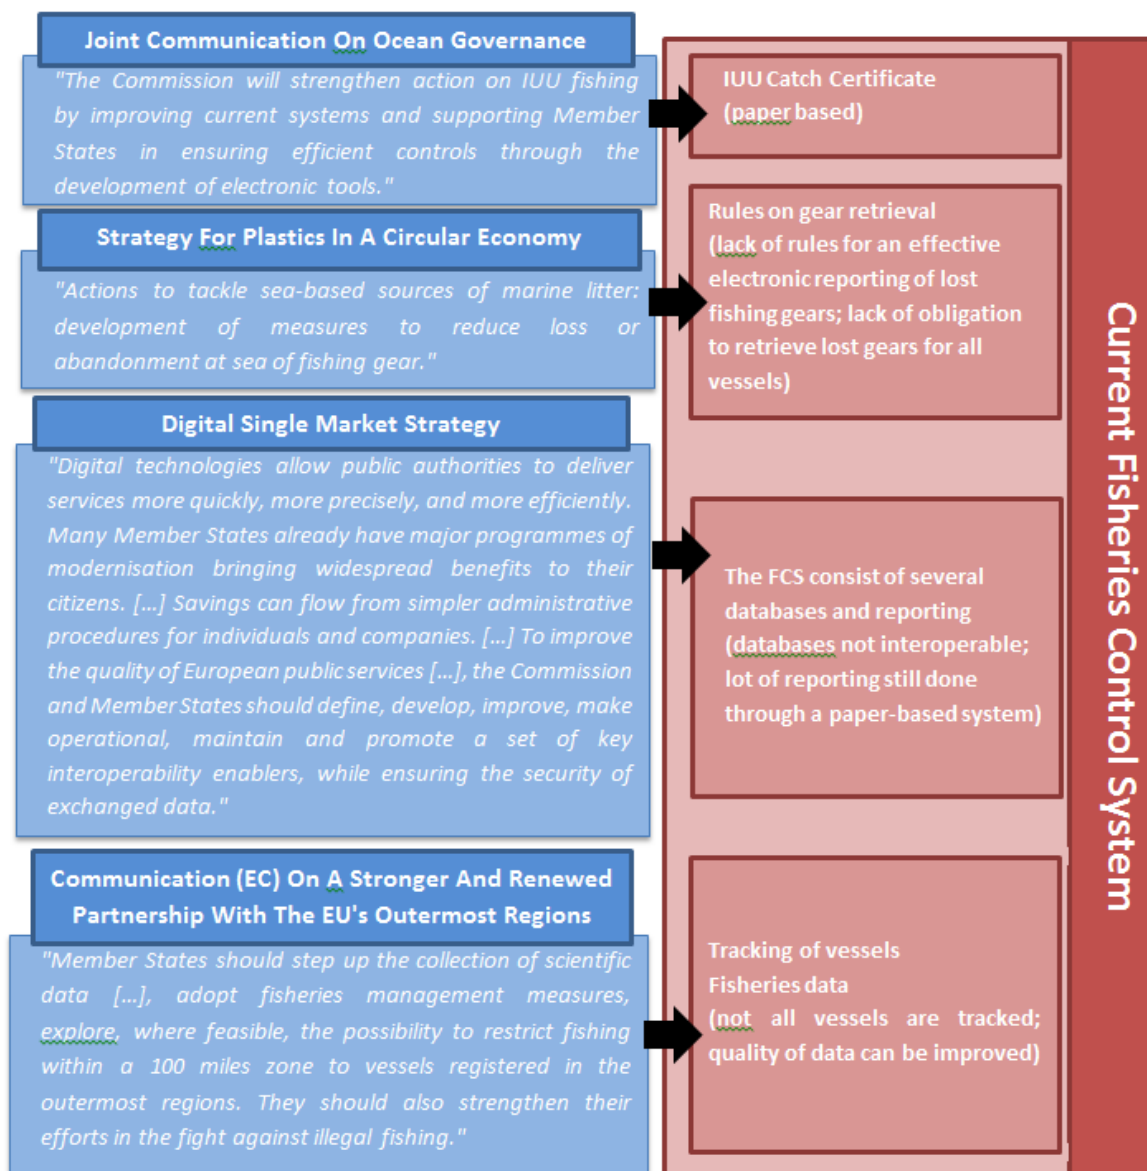 Joint Communication On Ocean Governance
"The Commission will strengthen action on IUU fishing
by improving current systems and supporting Member
States in ensuring efficient controls through the
development of electronic tools."
IUU Catch Certificate
(paper based)
Strategy For Plastics In A Circular Economy
"Actions to tackle sea-based sources of marine litter:
development of measures to reduce loss or
abandonment at sea of fishing gear."
Rules on gear retrieval
(lack of rules for an effective
electronic reporting of lost
fishing gears; lack of obligation
to retrieve lost gears for all
vessels)
Digital Single Market Strategy
"Digital technologies allow public authorities to deliver
services more quickly, more precisely, and more efficiently.
Many Member States already have major programmes of
modernisation bringing widespread benefits to their
citizens. […] Savings can flow from simpler administrative
procedures for individuals and companies. […] To improve
the quality of European public services […], the Commission
and Member States should define, develop, improve, make
operational, maintain and promote a set of key
interoperability enablers, while ensuring the security of
exchanged data."
The FCS consist of several
databases and reporting
(databases not interoperable;
lot of reporting still done
through a paper-based system)
Communication (EC) On A Stronger And Renewed
Partnership With The EU's Outermost Regions
"Member States should step up the collection of scientific
data […], adopt fisheries management measures,
explore, where feasible, the possibility to restrict fishing
within a 100 miles zone to vessels registered in the
outermost regions. They should also strengthen their
efforts in the fight against illegal fishing."
Tracking of vessels
Fisheries data
(not all vessels are tracked;
quality of data can be improved)
Current Fisheries Control System